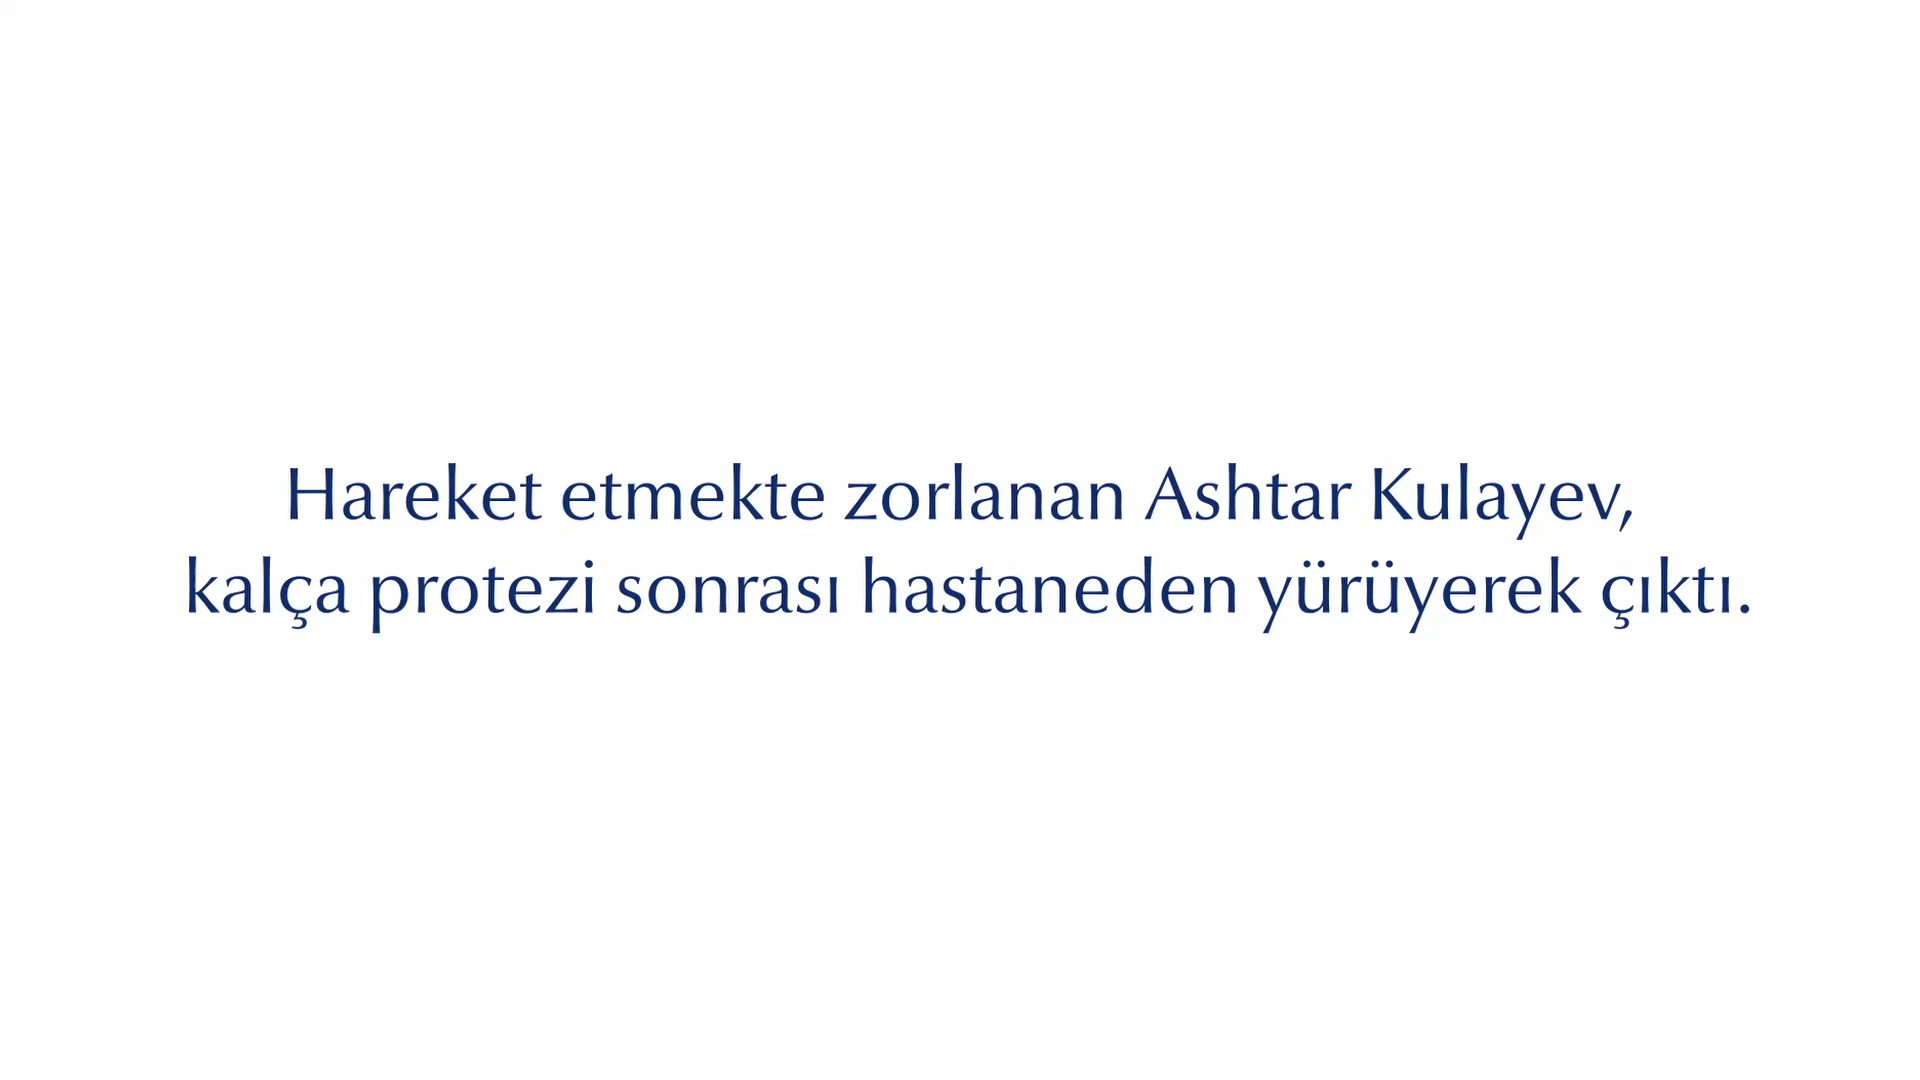 Hareket etmekte zorlanan Ashtar Kulayev,
kalça protezi sonrası hastaneden yürüyerek çıktı.